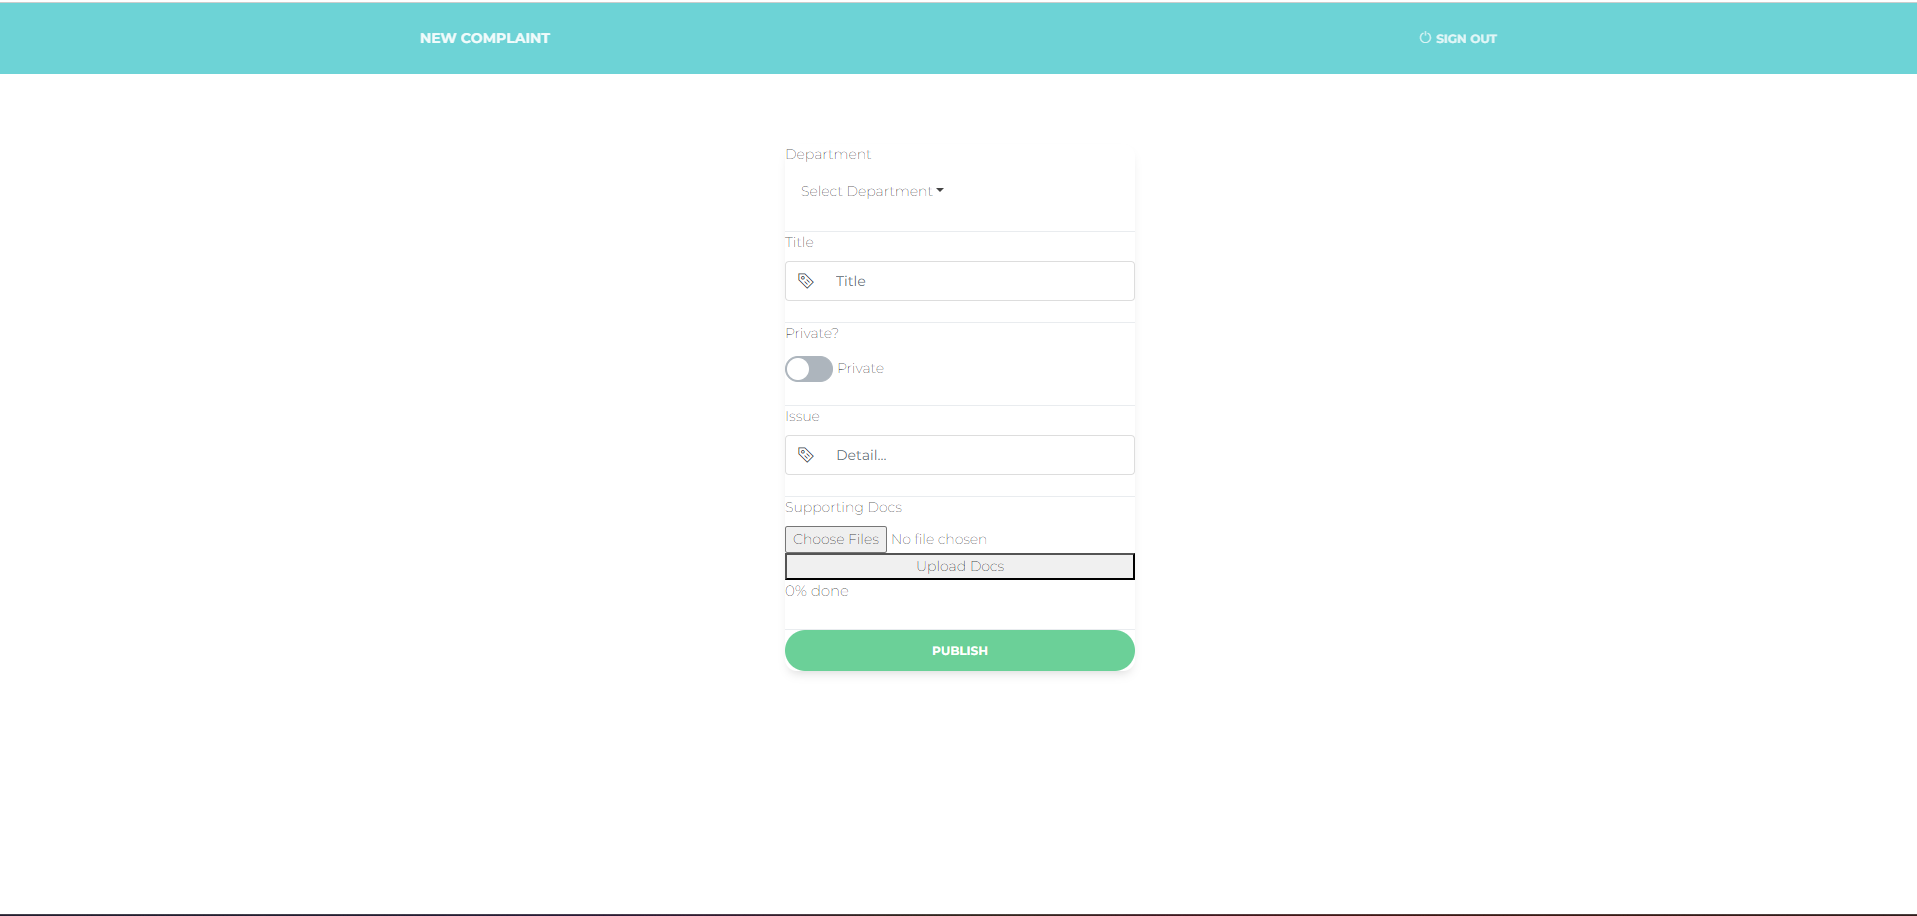 NEW COMPLAINT
SIGN OUT
Department
Select Department
Title
Title
Private?
Private
Issue
Detail...
Supporting Docs
Choose Files No file chosen
Upload Docs
0% done
PUBLISH